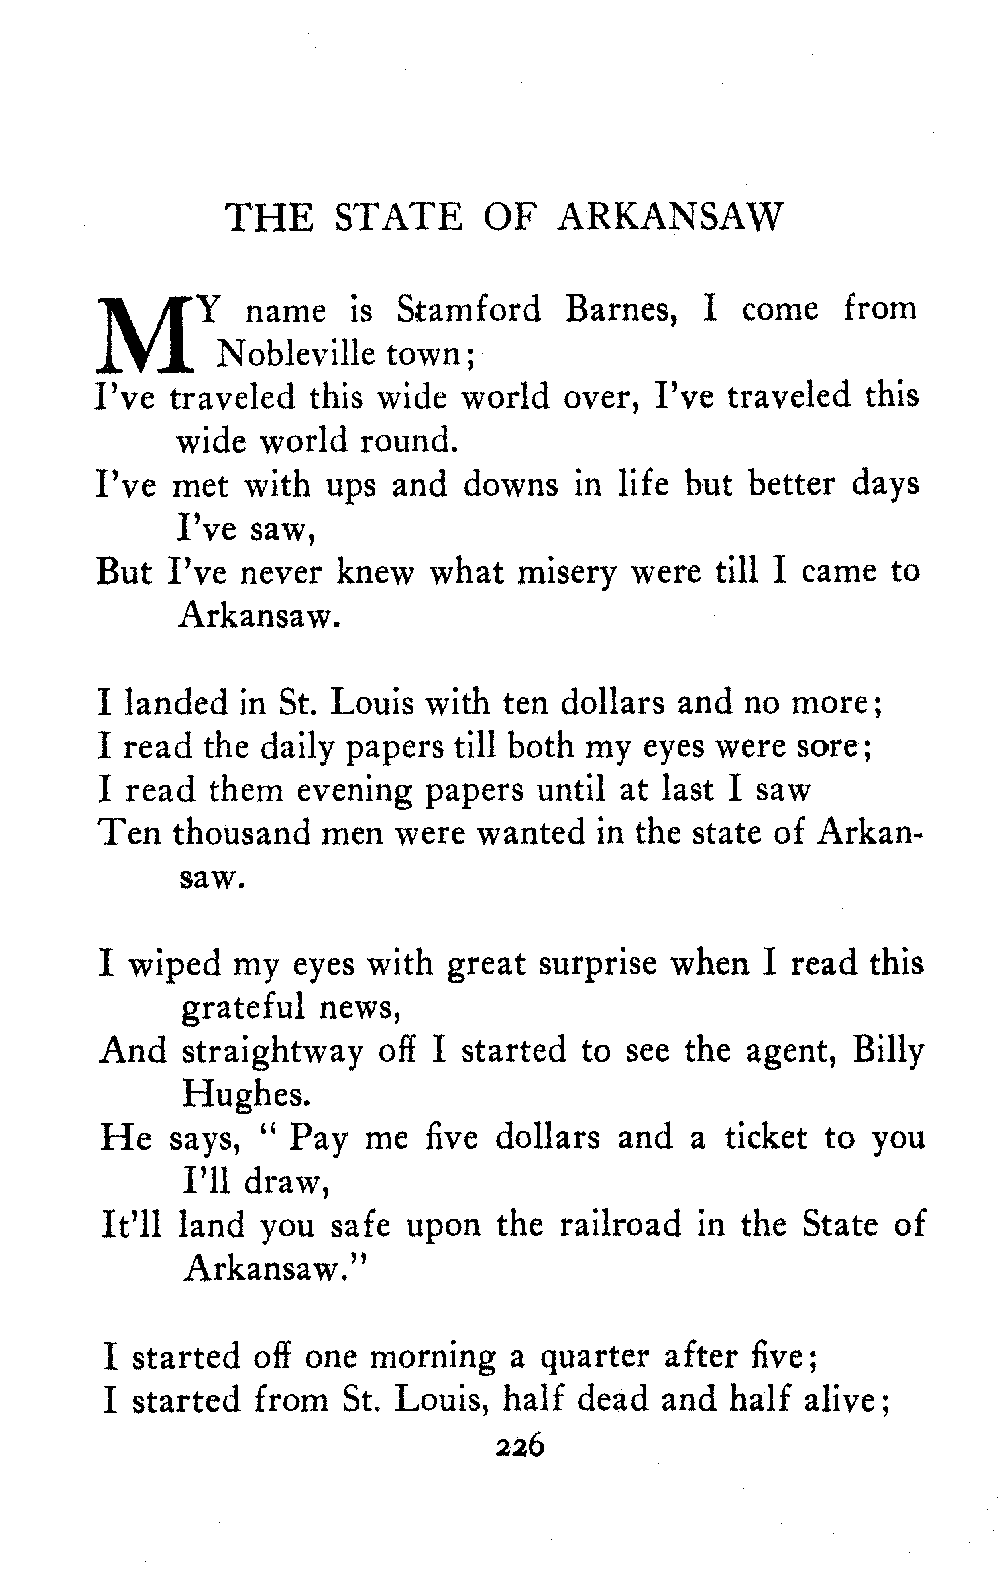 THE STATE OF ARKANSAW
MY name is Stamford Barnes, I come from
Nobleville town;
I've traveled this wide world over, I've traveled this
wide world round.
I've met with ups and downs in life but better days
I've saw,
But I've never knew what misery were till I came to
Arkansaw.
I landed in St. Louis with ten dollars and no more;
I read the daily papers till both my eyes were sore;
I read them evening papers until at last I saw
Ten thousand men were wanted in the state of Arkan-
saw.
I wiped my eyes with great surprise when I read this
grateful news,
And straightway off I started to see the agent, Billy
Hughes.
He says, " Pay me five dollars and a ticket to you
I'll draw,
It'll land you safe upon the railroad in the State of
Arkansaw."
I started off one morning a quarter after five;
I started from St. Louis, half dead and half alive;
226